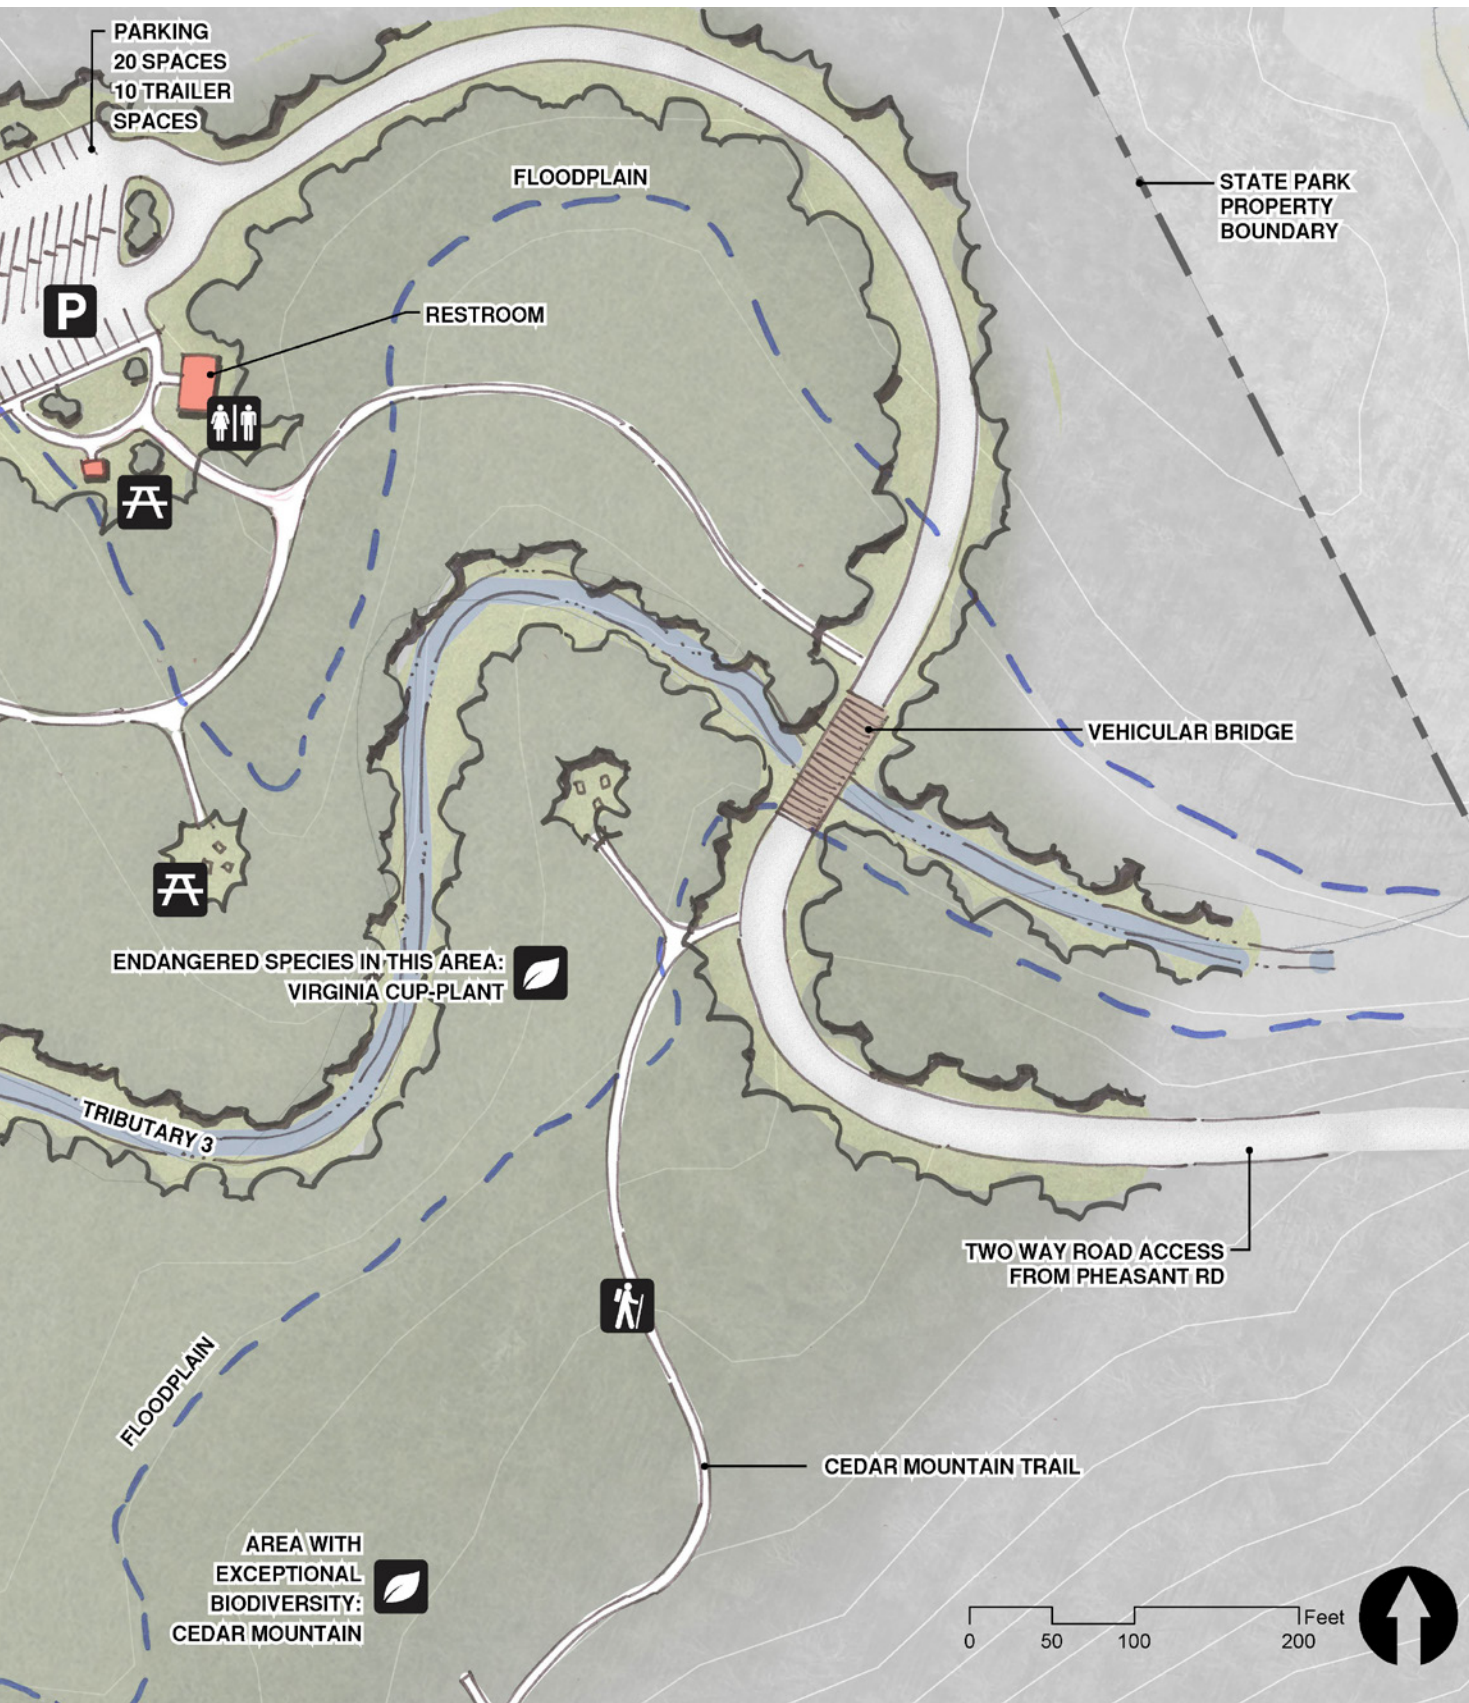 PARKING
20 SPACES
10 TRAILER
SPACES
FLOODPLAIN
STATE PARK
PROPERTY
BOUNDARY
P
RESTROOM
VEHICULAR BRIDGE
ENDANGERED SPECIES IN THIS AREA:
VIRGINIA CUP-PLANT
TRIBUTARY 3
TWO WAY ROAD ACCESS
FROM PHEASANT RD
FLOODPLAIN
CEDAR MOUNTAIN TRAIL
AREA WITH
EXCEPTIONAL
BIODIVERSITY:
CEDAR MOUNTAIN
Feet
0 50 100 200